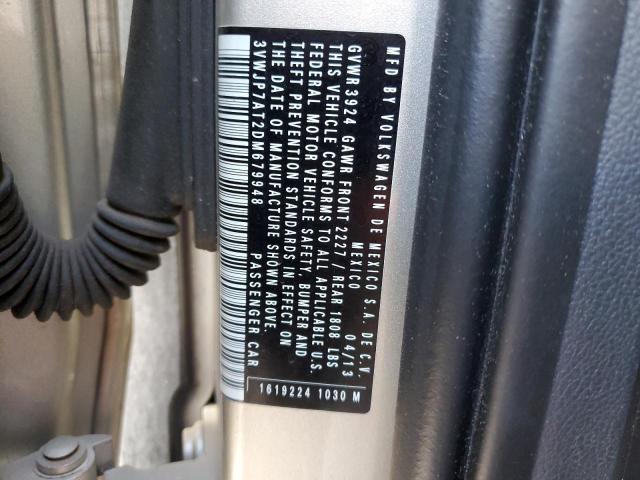 MFD BY VOLKSWAGEN DE MEXICO S.A. DE C.V.
MEXICO 04/13
GVWR 3924 GAWR FRONT 2227/ REAR 1808 LBS
THIS VEHICLE CONFORMS TO ALL APPLICABLE U.S.
FEDERAL MOTOR VEHICLE SAFETY, BUMPER AND
THEFT PREVENTION STANDARDS IN EFFECT ON
THE DATE OF MANUFACTURE SHOWN ABOVE.
3VWJP7AT2DM679948 PASSENGER CAR
1619224 1030 M